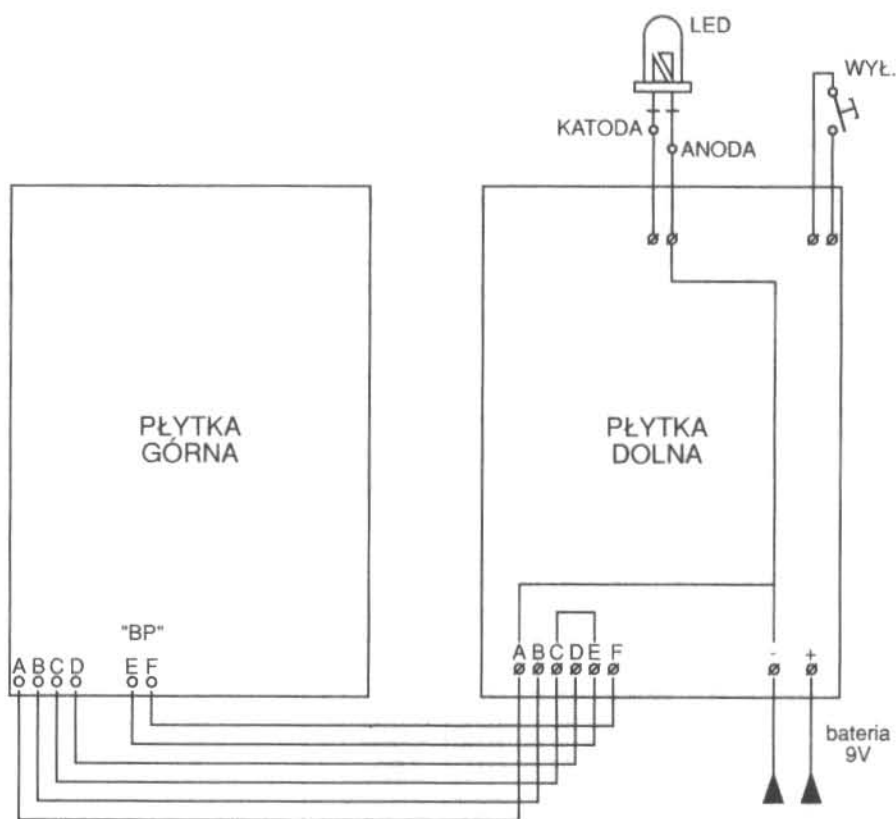 LED
WYŁ.
KATODA
ANODA
PŁYTKA
GÓRNA
PŁYTKA
DOLNA
"BP"
A B C D E F
A B C D E F - +
bateria
9V